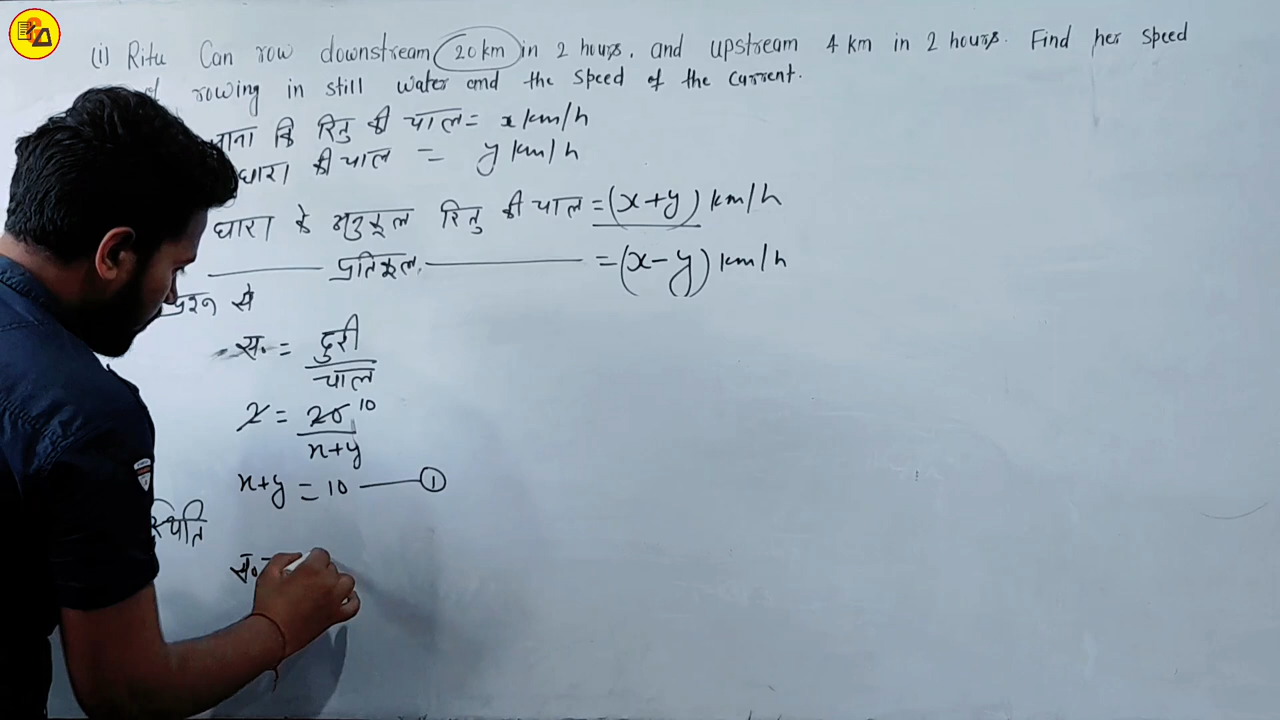 (i) Ritu Can row downstream 20 km in 2 hours, and upstream 4 km in 2 hours. Find her speed
of rowing in still water and the speed of the current.
माना कि रितु की चाल = x km/h
धारा की चाल = y km/h
धारा के अनुकूल रितु की चाल = (x+y) km/h
प्रतिकूल = (x-y) km/h
प्रश्न से
स. = दुरी
चाल
2 = 20 10
x+y
x+y = 10 ①
स्थिति
स.